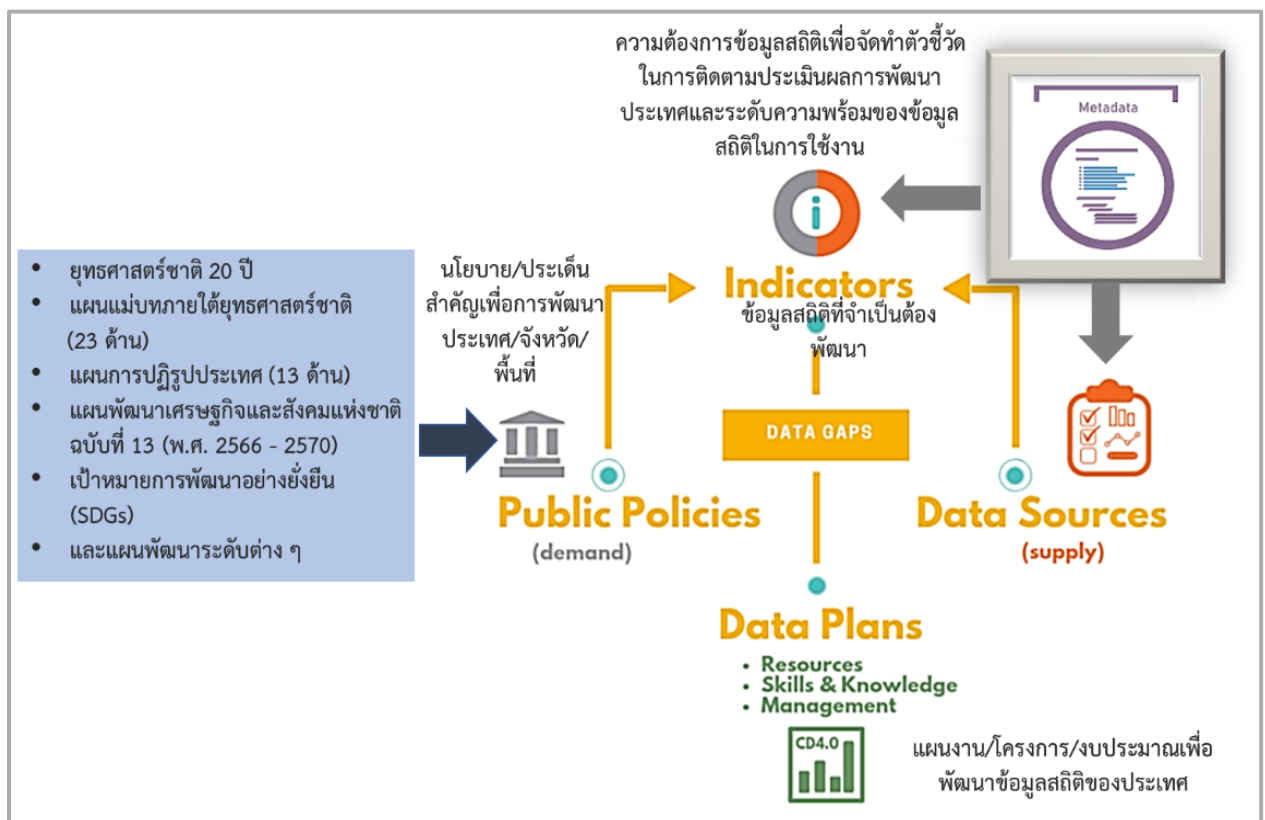 ความต้องการข้อมูลสถิติเพื่อจัดทำตัวชี้วัด
ในการติดตามประเมินผลการพัฒนา
ประเทศและระดับความพร้อมของข้อมูล
สถิติในการใช้งาน
Metadata
• ยุทธศาสตร์ชาติ 20 ปี
• แผนแม่บทภายใต้ยุทธศาสตร์ชาติ
(23 ด้าน)
• แผนการปฏิรูปประเทศ (13 ด้าน)
• แผนพัฒนาเศรษฐกิจและสังคมแห่งชาติ
ฉบับที่ 13 (พ.ศ. 2566 - 2570)
• เป้าหมายการพัฒนาอย่างยั่งยืน
(SDGs)
• และแผนพัฒนาระดับต่าง ๆ
นโยบาย/ประเด็น
สำคัญเพื่อการพัฒนา
ประเทศ/จังหวัด/
พื้นที่
i
Indicators
ข้อมูลสถิติที่จำเป็นต้อง
พัฒนา
DATA GAPS
Public Policies
(demand)
Data Sources
(supply)
Data Plans
• Resources
• Skills & Knowledge
• Management
CD4.0
แผนงาน/โครงการ/งบประมาณเพื่อ
พัฒนาข้อมูลสถิติของประเทศ